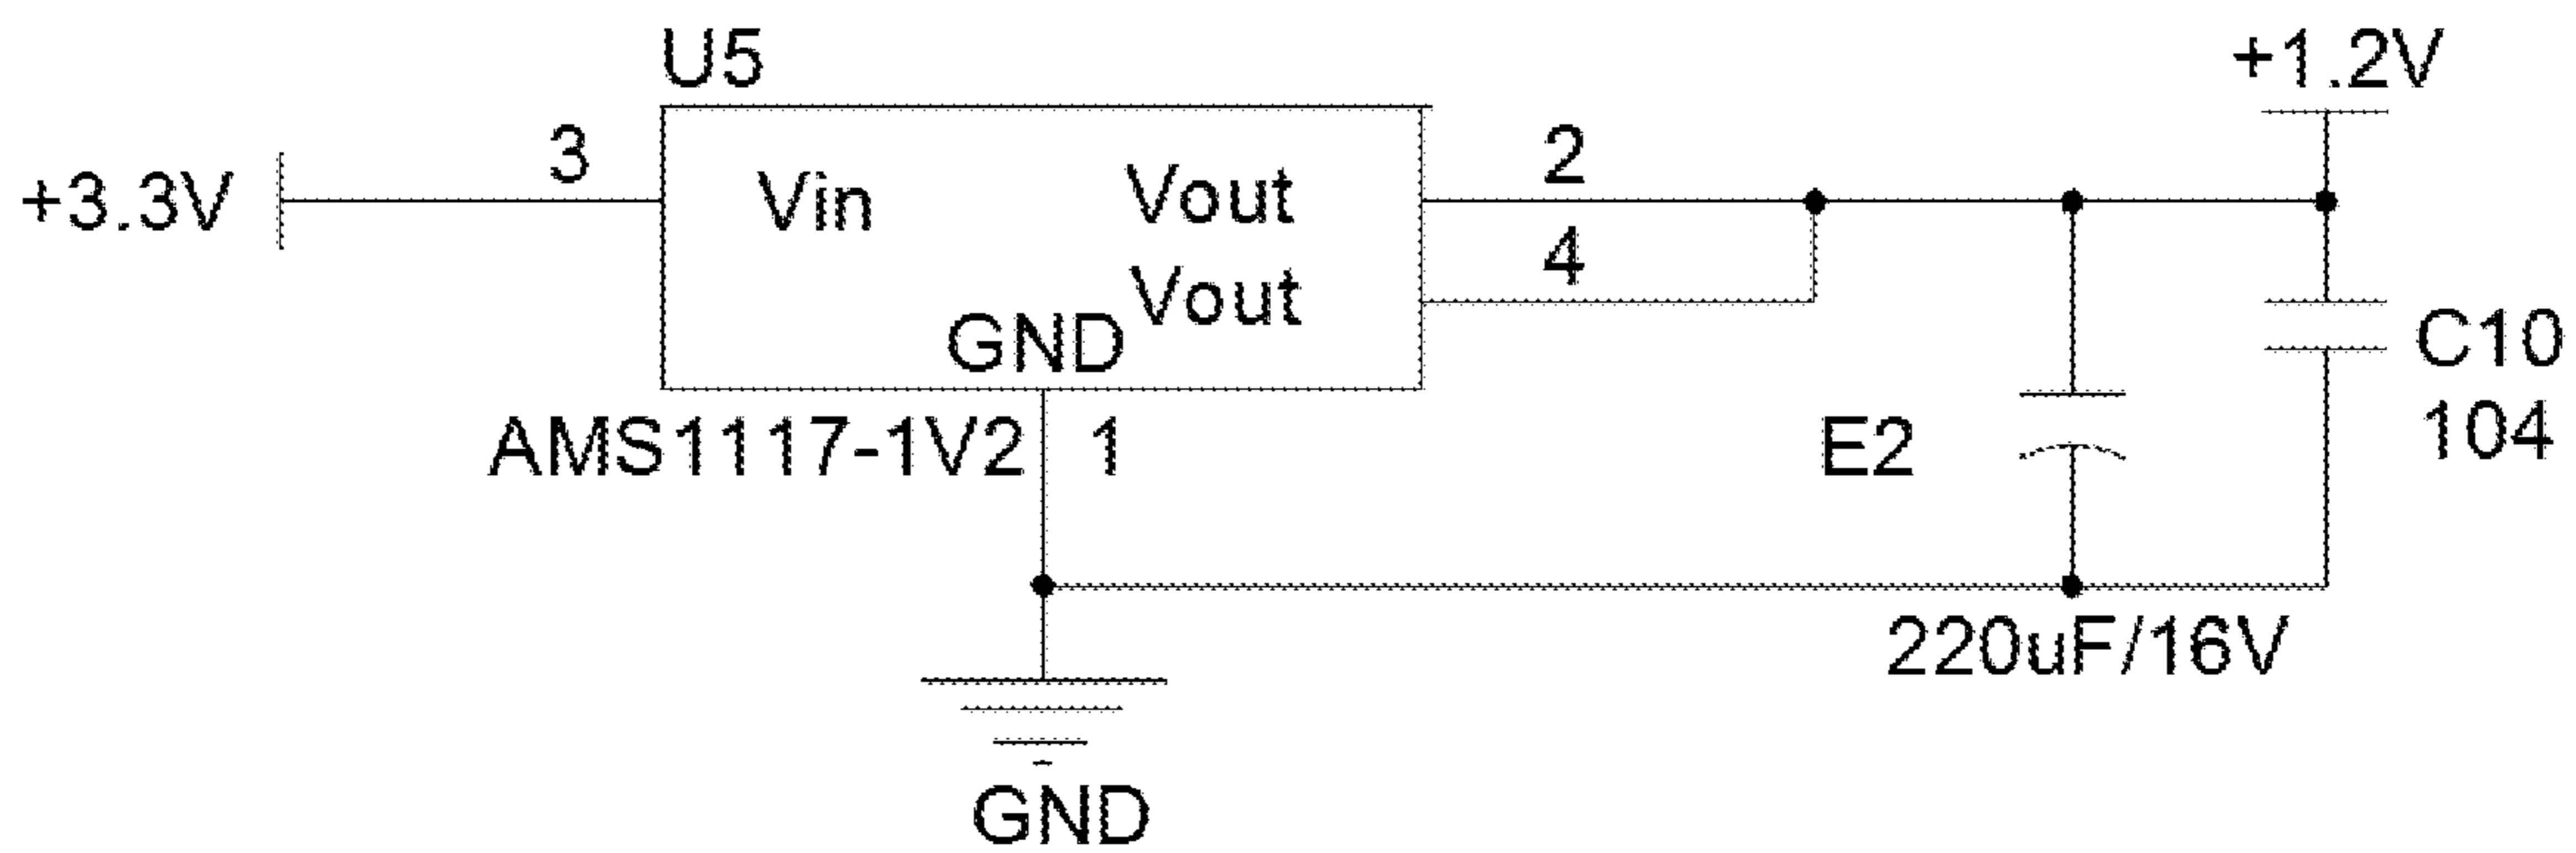 U5
+1.2V
3
2
+3.3V
Vin
Vout
4
Vout
GND
C10
104
AMS1117-1V2
1
E2
220uF/16V
GND